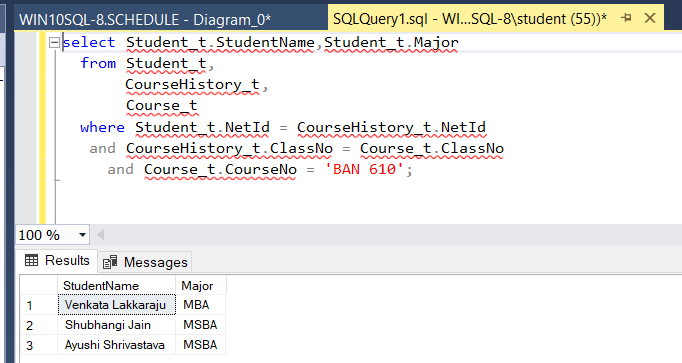 WIN10SQL-8.SCHEDULE - Diagram_0*
SQLQuery1.sql - WI...SQL-8\student (55))*
select Student_t.StudentName,Student_t.Major
from Student_t,
CourseHistory_t,
Course_t
where Student_t.NetId = CourseHistory_t.NetId
and CourseHistory_t.ClassNo = Course_t.ClassNo
and Course_t.CourseNo = 'BAN 610';
100 %
Results Messages
StudentName Major
1 Venkata Lakkaraju MBA
2 Shubhangi Jain MSBA
3 Ayushi Shrivastava MSBA